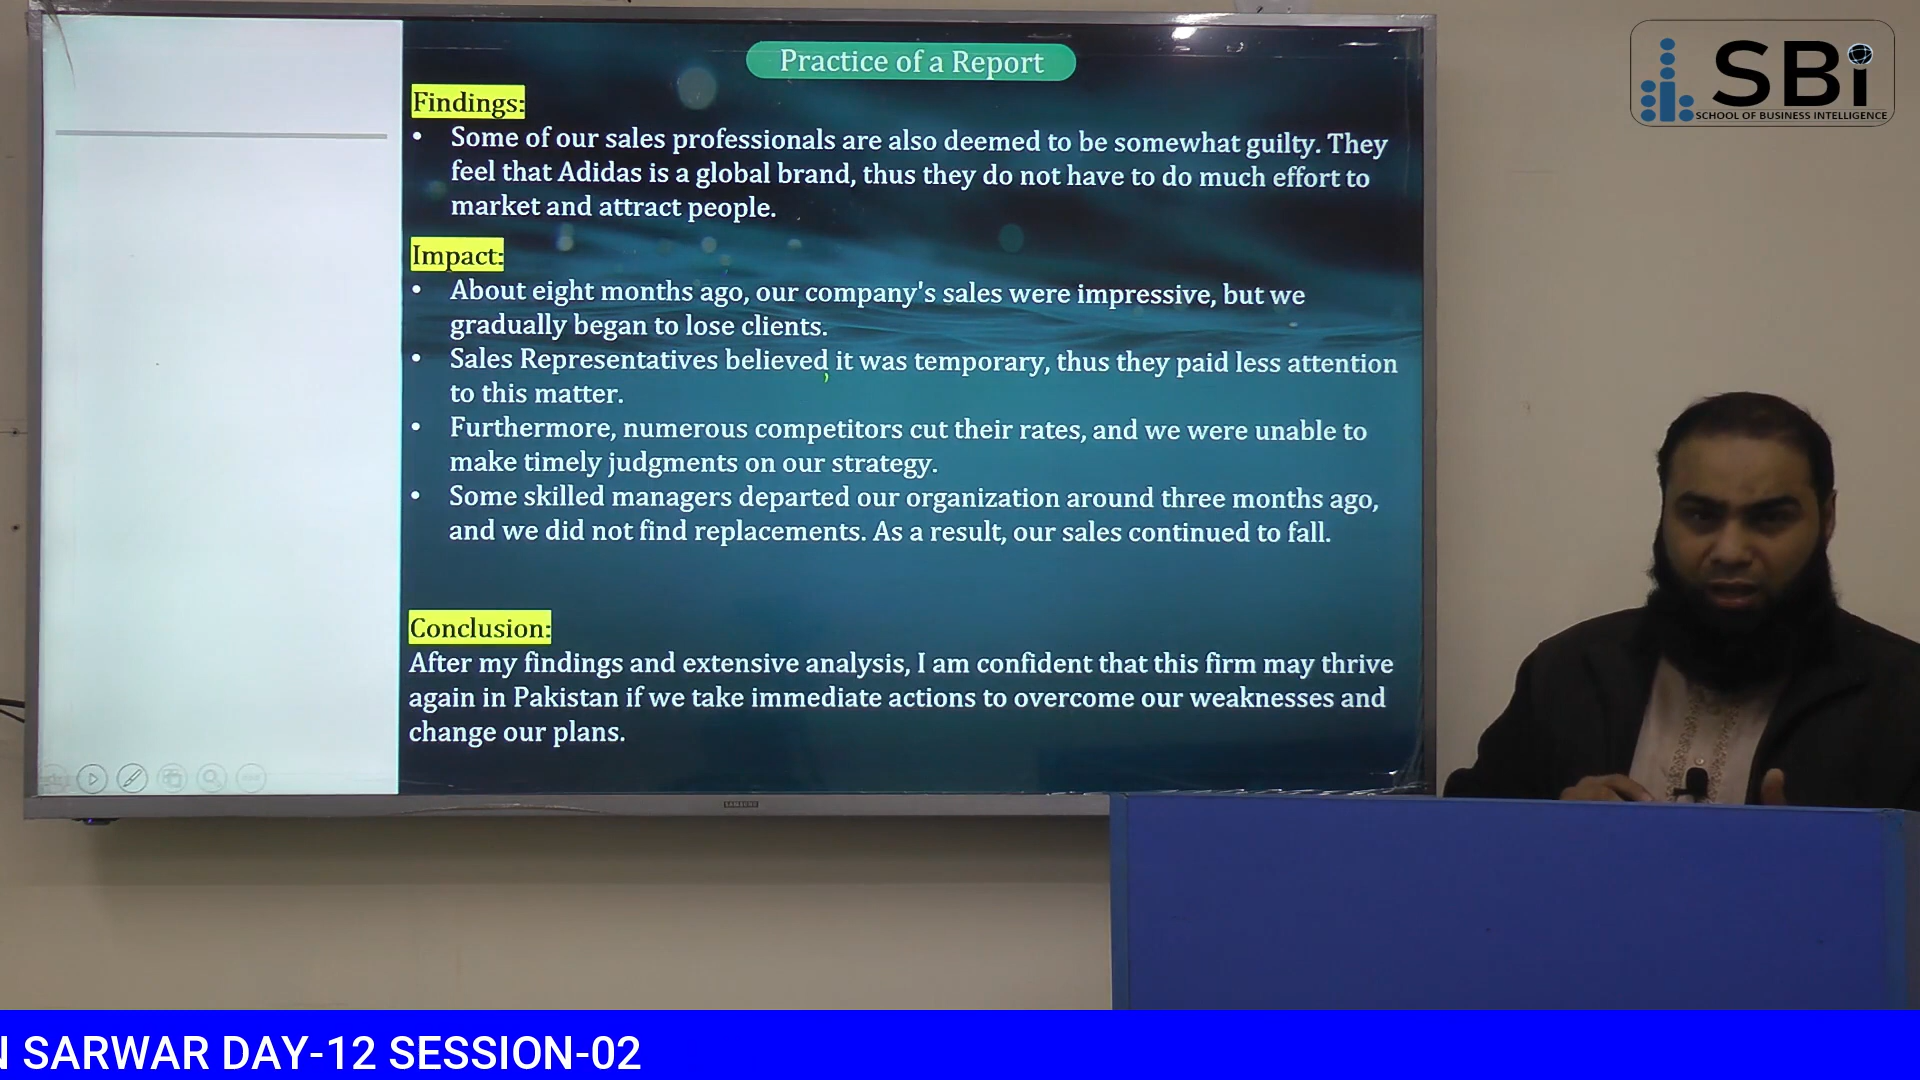 Practice of a Report
Findings:
• Some of our sales professionals are also deemed to be somewhat guilty. They
feel that Adidas is a global brand, thus they do not have to do much effort to
market and attract people.
Impact:
• About eight months ago, our company's sales were impressive, but we
gradually began to lose clients.
• Sales Representatives believed it was temporary, thus they paid less attention
to this matter.
• Furthermore, numerous competitors cut their rates, and we were unable to
make timely judgments on our strategy.
• Some skilled managers departed our organization around three months ago,
and we did not find replacements. As a result, our sales continued to fall.
Conclusion:
After my findings and extensive analysis, I am confident that this firm may thrive
again in Pakistan if we take immediate actions to overcome our weaknesses and
change our plans.
SAMSUNG
SBi
SCHOOL OF BUSINESS INTELLIGENCE
N SARWAR DAY-12 SESSION-02